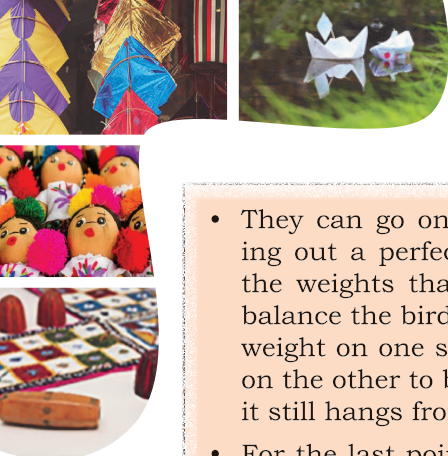 • They can go on
ing out a perfec
the weights tha
balance the bird
weight on one s
on the other to b
it still hangs fro
• For the last poi